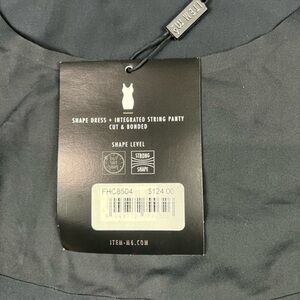 SHAPE DRESS + INTEGRATED STRING PANTY
CUT & BONDED
SHAPE LEVEL
STRONG
SHAPE
FHC8504 $124.00
ITEM-M6.COM